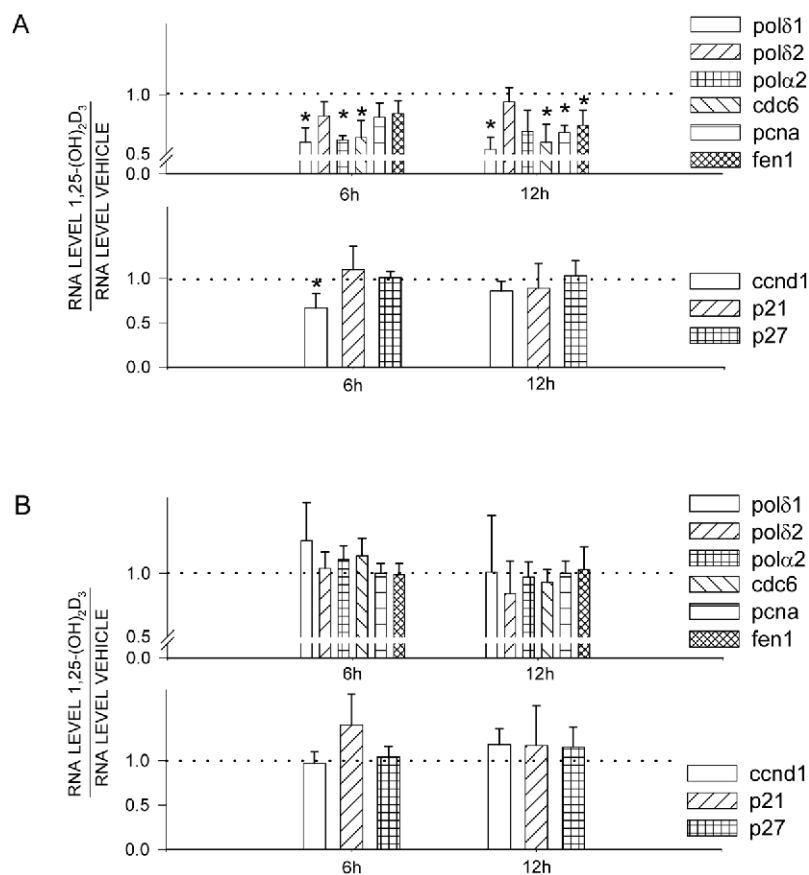 A
RNA LEVEL 1,25-(OH)₂D₃
RNA LEVEL VEHICLE
1.0
0.5
0.0
* * * *
* * * *
6h 12h
polδ1
polδ2
polα2
cdc6
pcna
fen1
1.0
0.5
0.0
*
6h 12h
ccnd1
p21
p27
B
RNA LEVEL 1,25-(OH)₂D₃
RNA LEVEL VEHICLE
1.0
0.5
0.0
6h 12h
polδ1
polδ2
polα2
cdc6
pcna
fen1
1.0
0.5
0.0
6h 12h
ccnd1
p21
p27